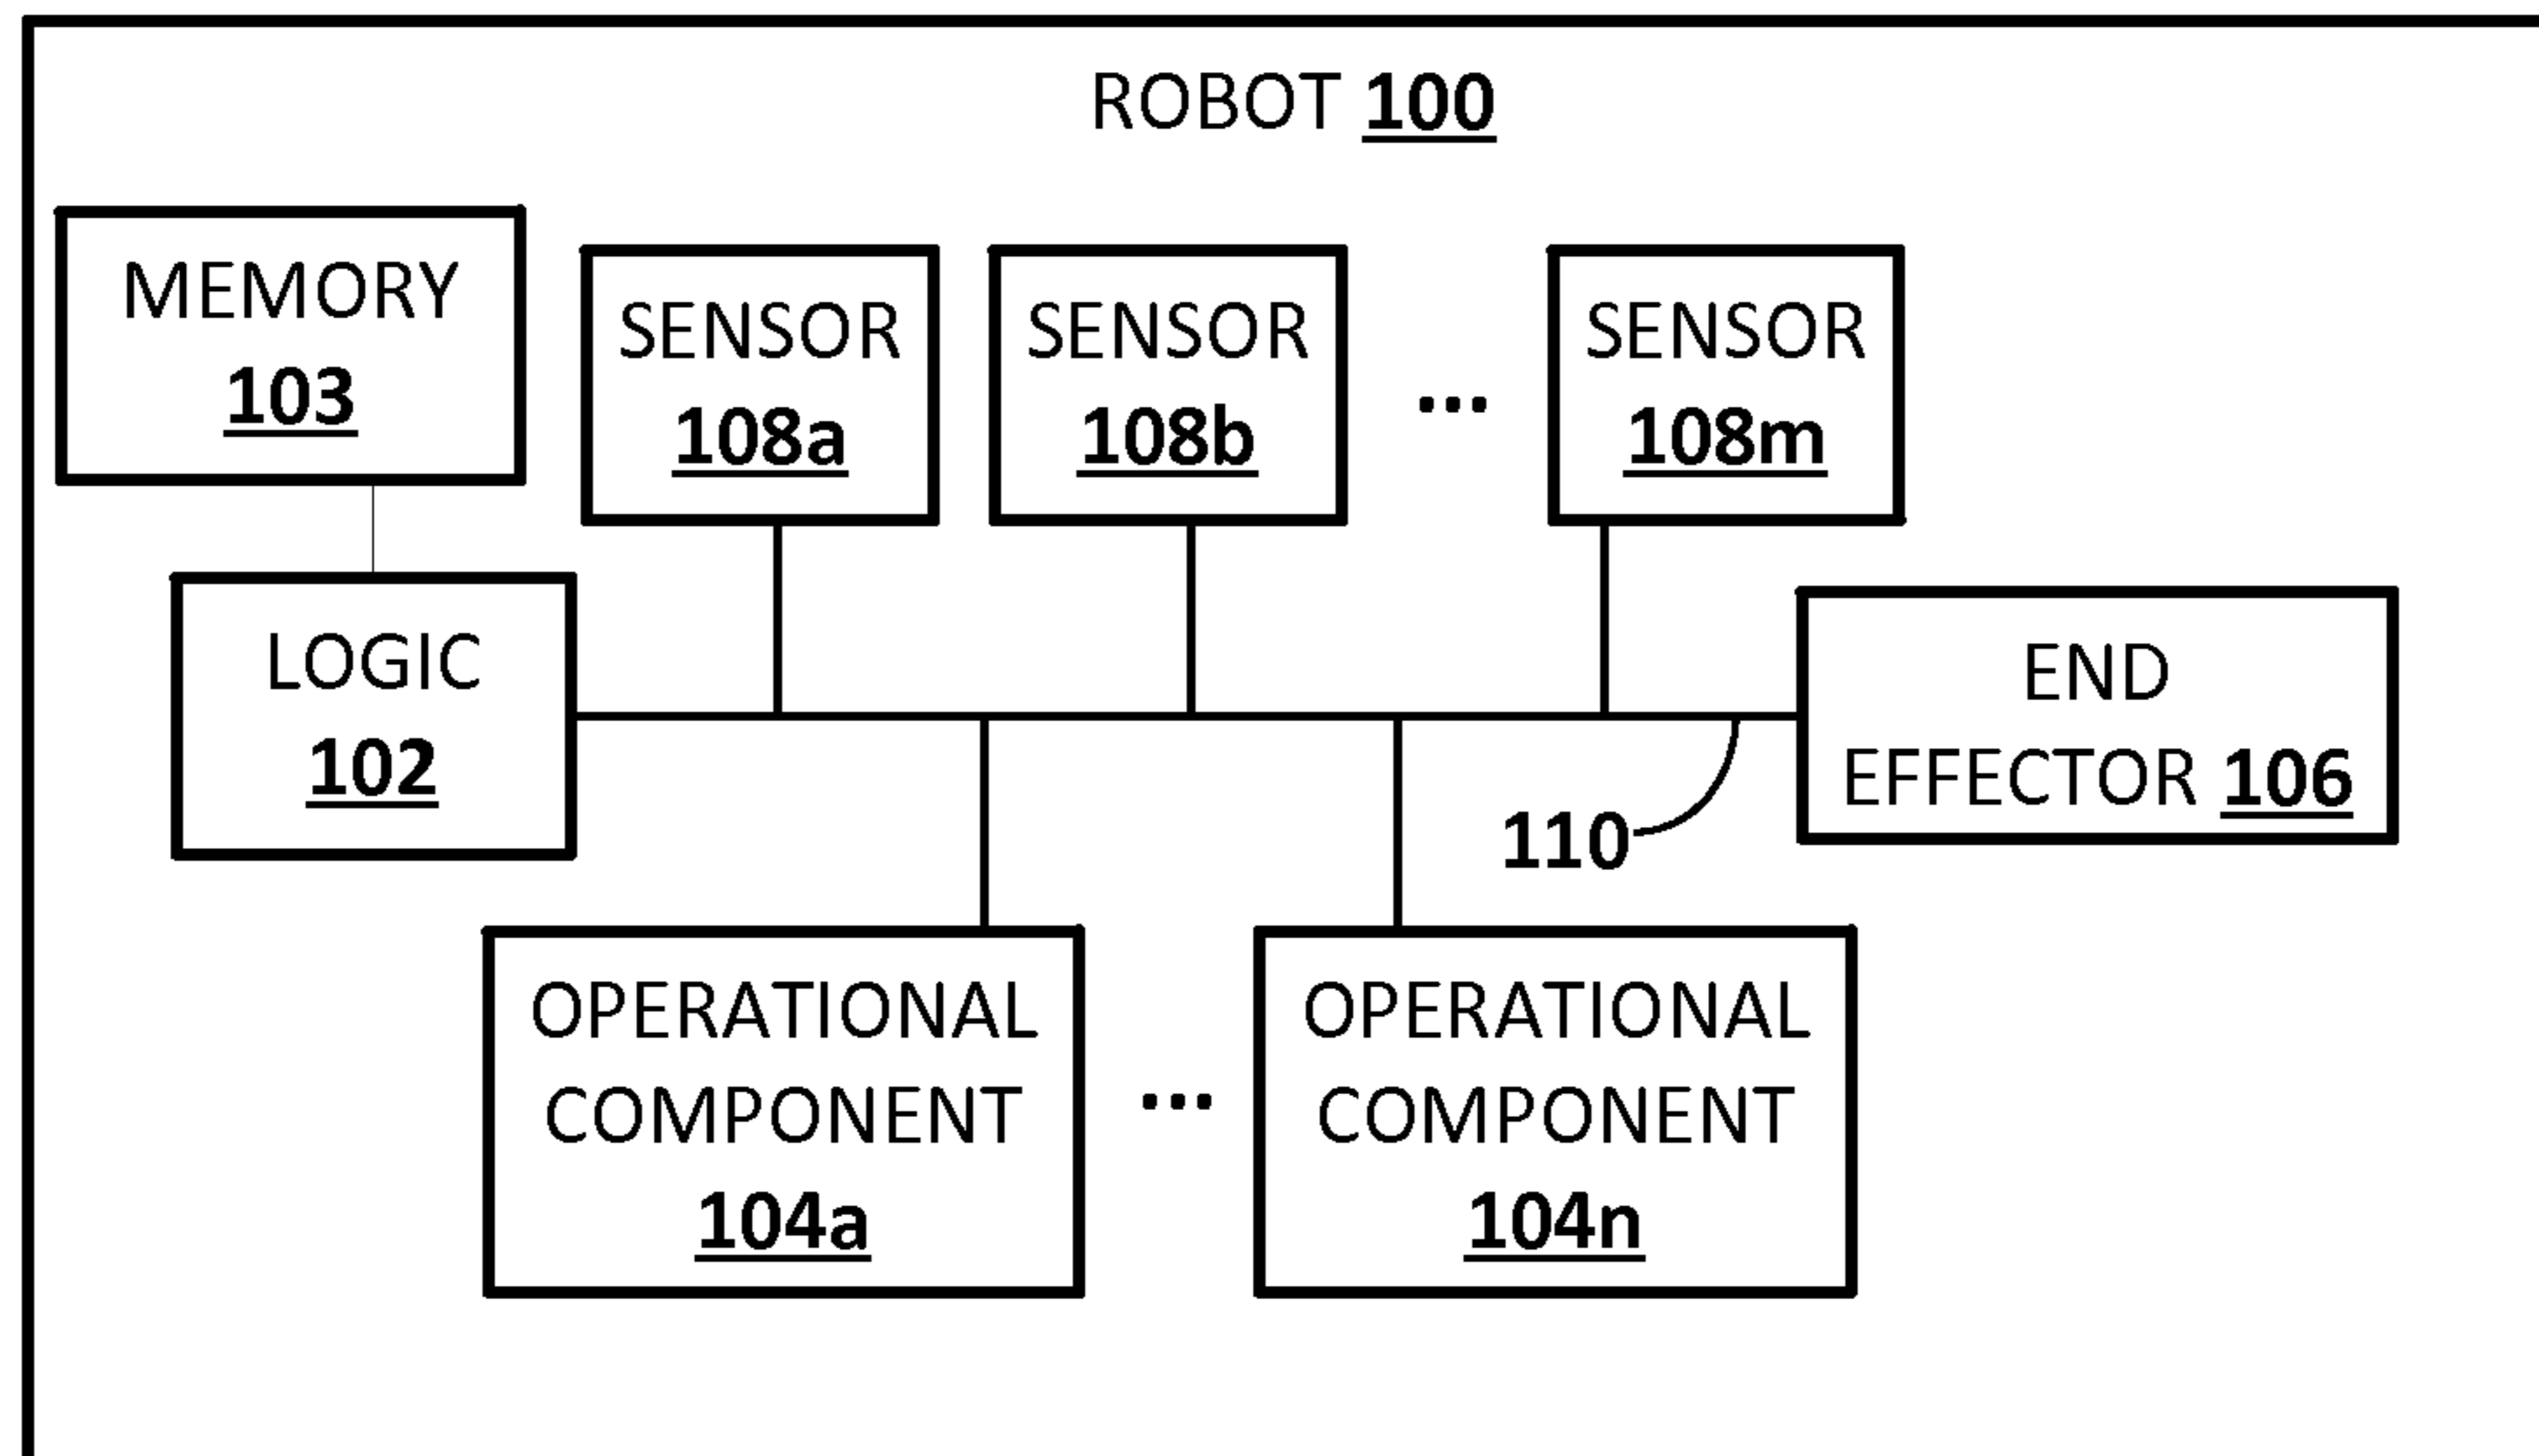 ROBOT 100
MEMORY
103
SENSOR
108a
SENSOR
108b
...
SENSOR
108m
LOGIC
102
END
EFFECTOR 106
110
OPERATIONAL
COMPONENT
104a
...
OPERATIONAL
COMPONENT
104n